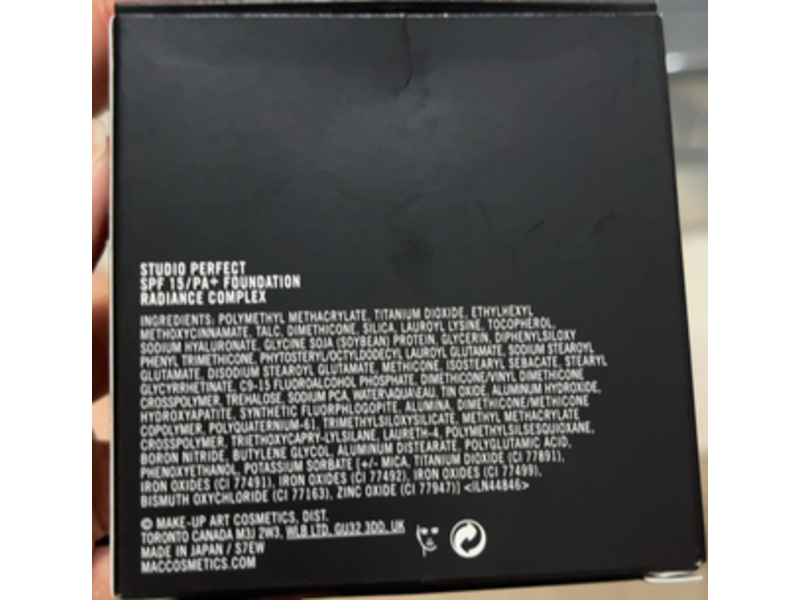 STUDIO PERFECT
SPF 15/PA+ FOUNDATION
RADIANCE COMPLEX
INGREDIENTS: POLYMETHYL METHACRYLATE, TITANIUM DIOXIDE, ETHYLHEXYL
METHOXYCINNAMATE, TALC, DIMETHICONE, SILICA, LAUROYL LYSINE, TOCOPHEROL,
SODIUM HYALURONATE, GLYCINE SOJA (SOYBEAN) PROTEIN, GLYCERIN, DIPHENYLSILOXY
PHENYL TRIMETHICONE, PHYTOSTERYL/OCTYLDODECYL LAUROYL GLUTAMATE, SODIUM STEAROYL
GLUTAMATE, DISODIUM STEAROYL GLUTAMATE, METHICONE, ISOSTEARYL SEBACATE, STEARYL
GLYCYRRHETINATE, C9-15 FLUOROALCOHOL PHOSPHATE, DIMETHICONE/VINYL DIMETHICONE
CROSSPOLYMER, TREHALOSE, SODIUM PCA, WATER\AQUA\EAU, TIN OXIDE, ALUMINUM HYDROXIDE,
HYDROXYAPATITE, SYNTHETIC FLUORPHLOGOPITE, ALUMINA, DIMETHICONE/METHICONE
COPOLYMER, POLYQUATERNIUM-61, TRIMETHYLSILOXYSILICATE, METHYL METHACRYLATE
CROSSPOLYMER, TRIETHOXYCAPRY-LYLSILANE, LAURETH-4, POLYMETHYLSILSESQUIOXANE,
BORON NITRIDE, BUTYLENE GLYCOL, ALUMINUM DISTEARATE, POLYGLUTAMIC ACID,
PHENOXYETHANOL, POTASSIUM SORBATE [+/- MICA, TITANIUM DIOXIDE (CI 77891),
IRON OXIDES (CI 77491), IRON OXIDES (CI 77492), IRON OXIDES (CI 77499),
BISMUTH OXYCHLORIDE (CI 77163), ZINC OXIDE (CI 77947)] <ILN44846>
© MAKE-UP ART COSMETICS, DIST.
TORONTO CANADA M3J 2W3, WLB LTD. GU32 3DD, UK
MADE IN JAPAN / S7EW
MACCOSMETICS.COM